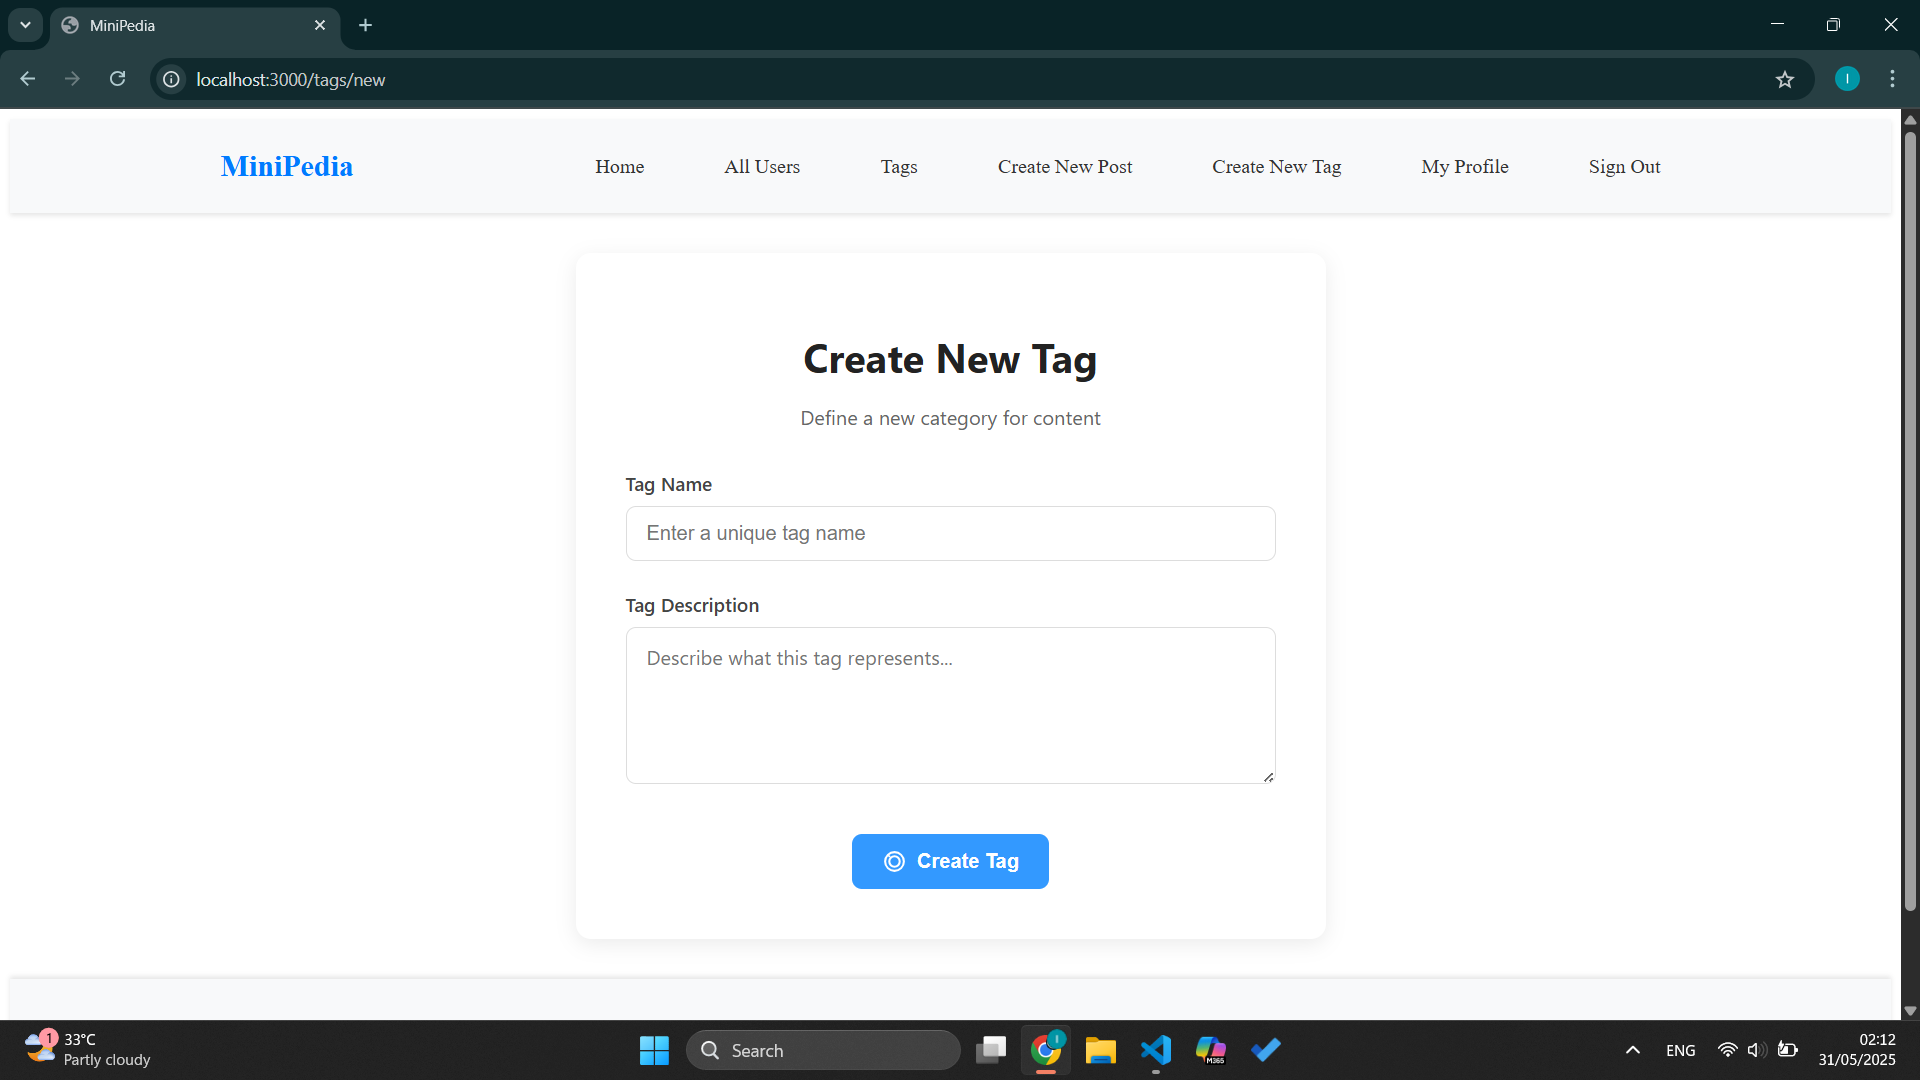 MiniPedia
localhost:3000/tags/new
I
MiniPedia
Home
All Users
Tags
Create New Post
Create New Tag
My Profile
Sign Out
Create New Tag
Define a new category for content
Tag Name
Enter a unique tag name
Tag Description
Describe what this tag represents...
Create Tag
1
33°C
Partly cloudy
Search
I
M365
ENG
02:12
31/05/2025